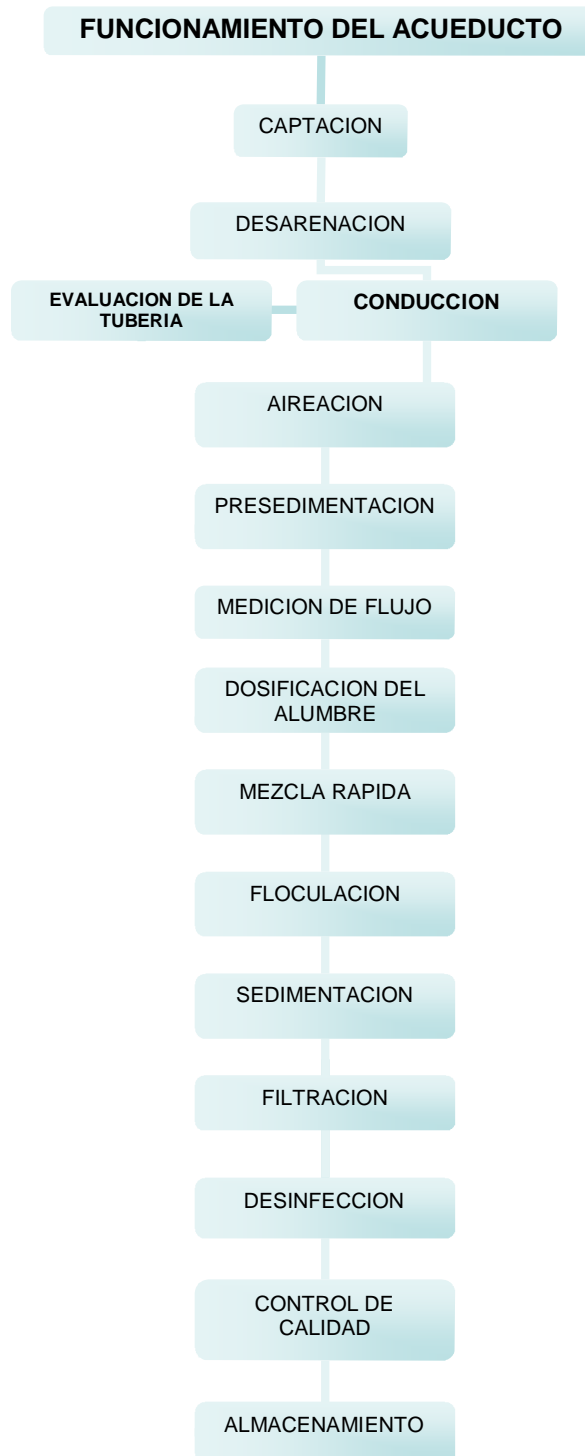 FUNCIONAMIENTO DEL ACUEDUCTO
CAPTACION
DESARENACION
EVALUACION DE LA
TUBERIA
CONDUCCION
AIREACION
PRESEDIMENTACION
MEDICION DE FLUJO
DOSIFICACION DEL
ALUMBRE
MEZCLA RAPIDA
FLOCULACION
SEDIMENTACION
FILTRACION
DESINFECCION
CONTROL DE
CALIDAD
ALMACENAMIENTO